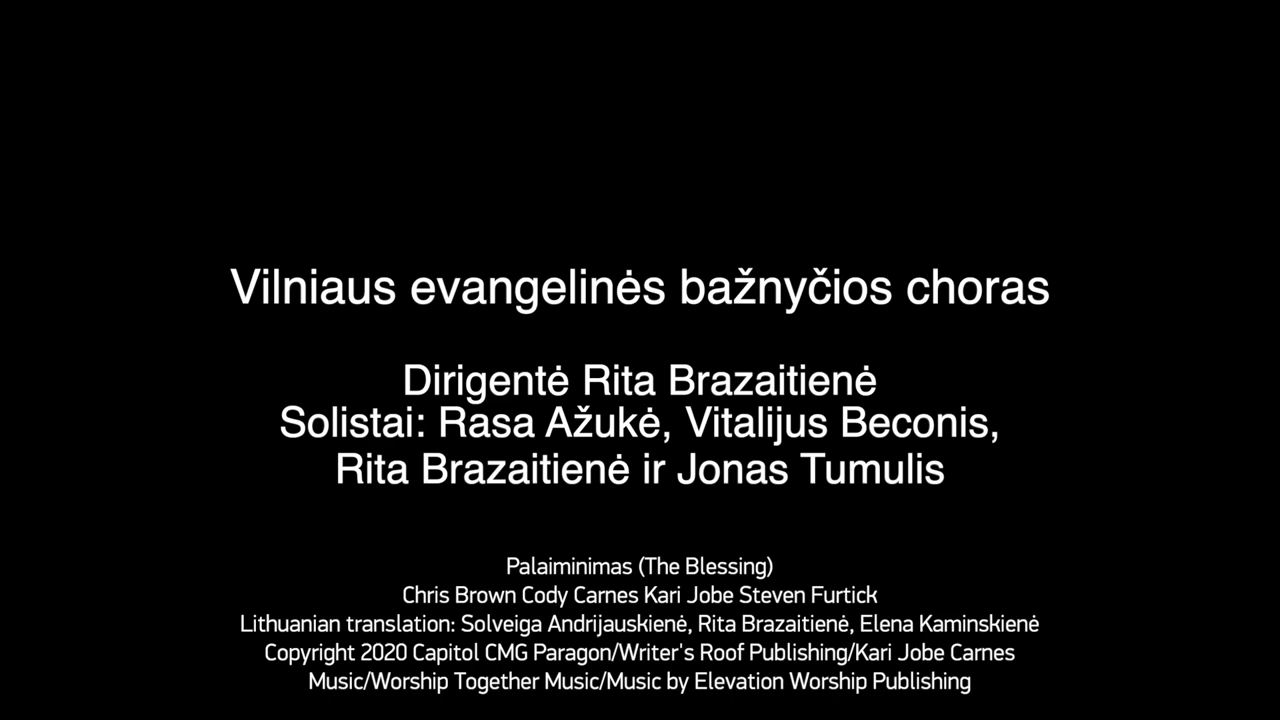 Vilniaus evangelinės bažnyčios choras
Dirigentė Rita Brazaitienė
Solistai: Rasa Ažukė, Vitalijus Beconis,
Rita Brazaitienė ir Jonas Tumulis
Palaiminimas (The Blessing)
Chris Brown Cody Carnes Kari Jobe Steven Furtick
Lithuanian translation: Solveiga Andrijauskienė, Rita Brazaitienė, Elena Kaminskienė
Copyright 2020 Capitol CMG Paragon/Writer's Roof Publishing/Kari Jobe Carnes
Music/Worship Together Music/Music by Elevation Worship Publishing